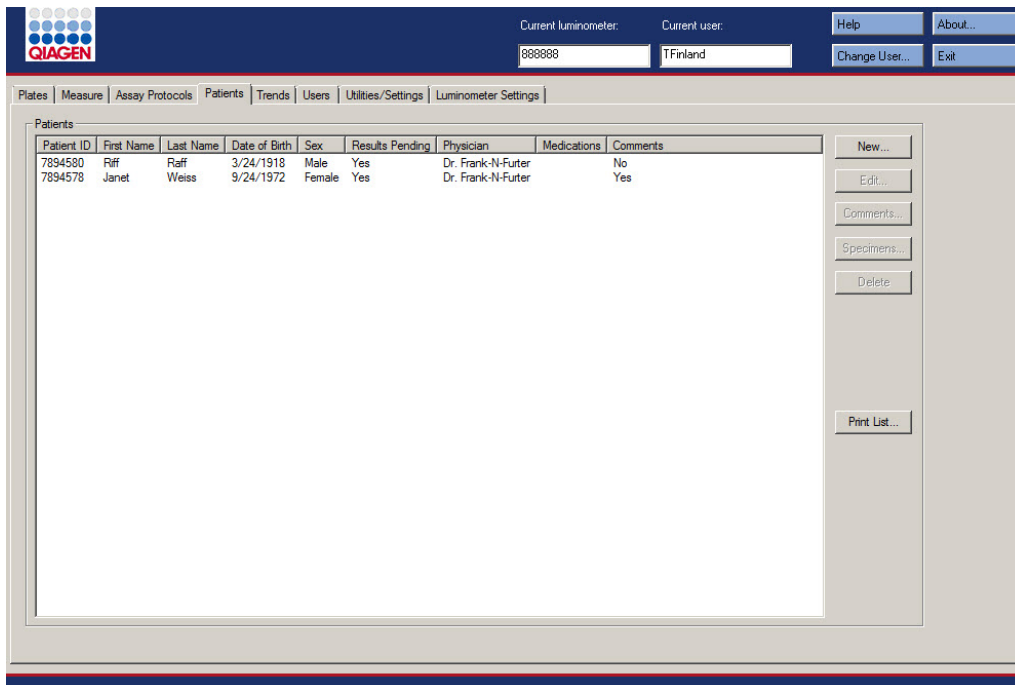 Current luminometer: Current user: Help About...
QIAGEN 888888 TFinland Change User... Exit
Plates Measure Assay Protocols Patients Trends Users Utilities/Settings Luminometer Settings
Patients
Patient ID First Name Last Name Date of Birth Sex Results Pending Physician Medications Comments
7894580 Riff Raff 3/24/1918 Male Yes Dr. Frank-N-Furter No
7894578 Janet Weiss 9/24/1972 Female Yes Dr. Frank-N-Furter Yes
New...
Edit...
Comments...
Specimens...
Delete
Print List...